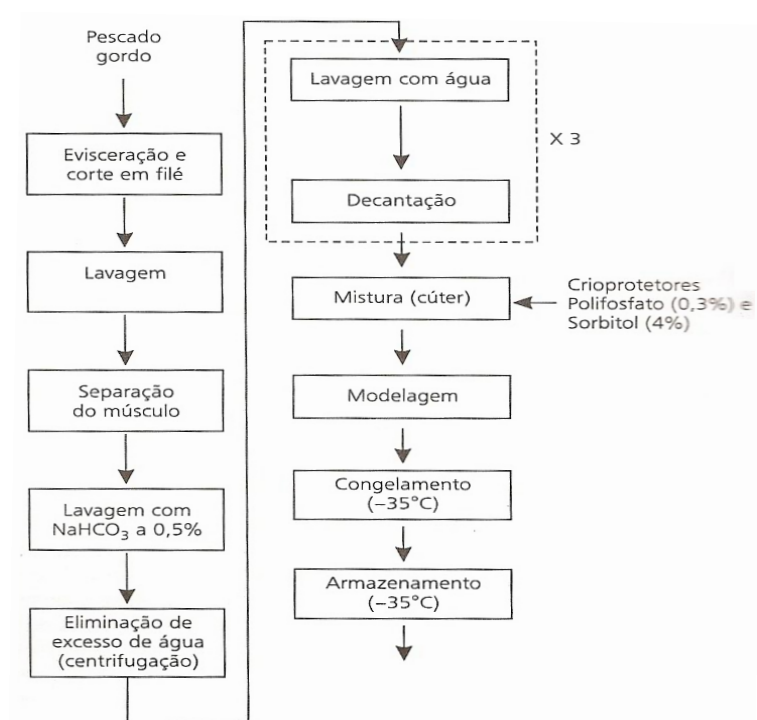 Pescado
gordo
Evisceração e
corte em filé
Lavagem
Separação
do músculo
Lavagem com
NaHCO₃ a 0,5%
Eliminação de
excesso de água
(centrifugação)
Lavagem com água
Decantação
X 3
Mistura (cúter)
Crioprotetores
Polifosfato (0,3%) e
Sorbitol (4%)
Modelagem
Congelamento
(–35°C)
Armazenamento
(–35°C)